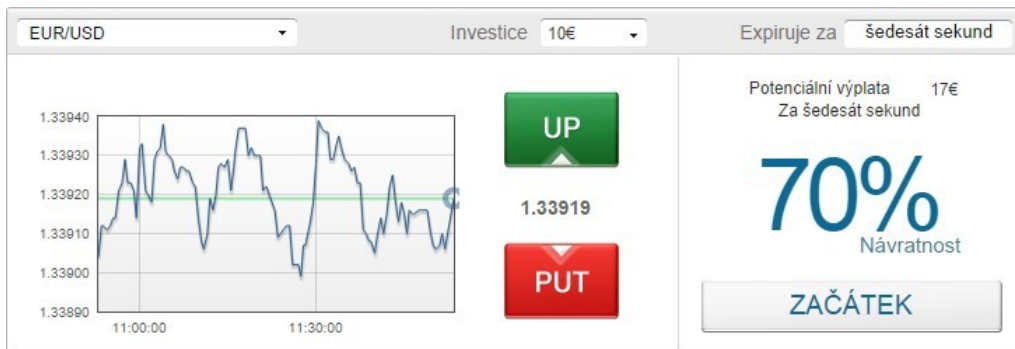 EUR/USD
Investice 10€
Expiruje za šedesát sekund
1.33940
1.33930
1.33920
1.33910
1.33900
1.33890
11:00:00 11:30:00
UP
1.33919
PUT
Potenciální výplata 17€
Za šedesát sekund
70%
Návratnost
ZAČÁTEK